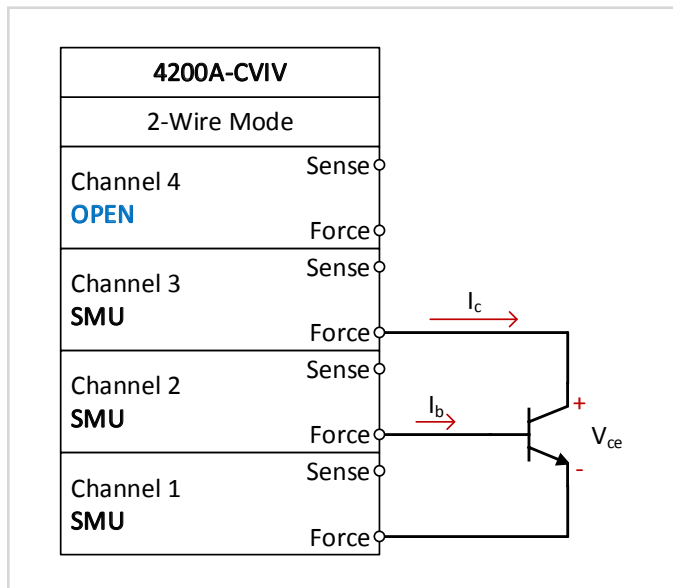 4200A-CVIV
2-Wire Mode
Sense
Channel 4
OPEN
Force
Sense
Channel 3
SMU
Force
Sense
Channel 2
SMU
Force
Sense
Channel 1
SMU
Force
Ic
Ib
+
Vce
-